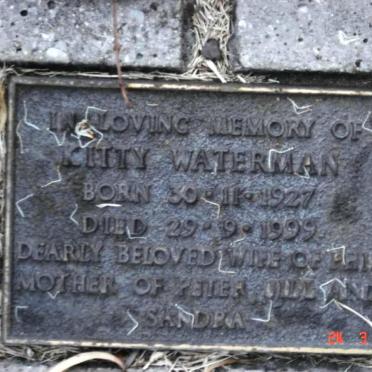 IN LOVING MEMORY OF
KITTY WATERMAN
BORN 30·11·1927
DIED 29·9·1999.
DEARLY BELOVED WIFE OF
MOTHER OF PETER
SANDRA